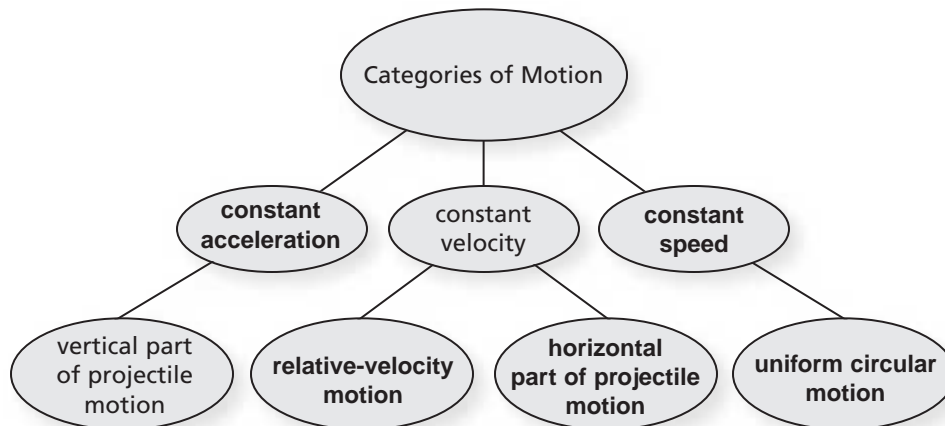 Categories of Motion
constant
acceleration
constant
velocity
constant
speed
vertical part
of projectile
motion
relative-velocity
motion
horizontal
part of projectile
motion
uniform circular
motion